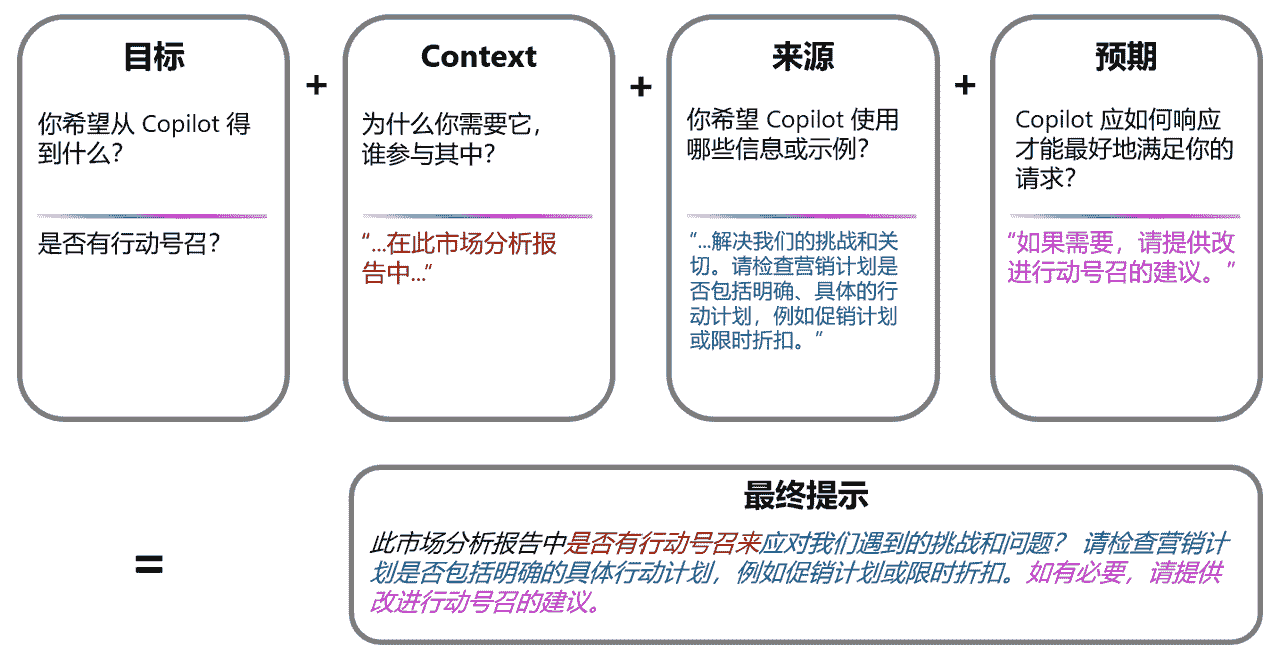 目标
你希望从 Copilot 得
到什么？
是否有行动号召？
+
Context
为什么你需要它，
谁参与其中？
“...在此市场分析报
告中...”
+
来源
你希望 Copilot 使用
哪些信息或示例？
“...解决我们的挑战和关
切。请检查营销计划是
否包括明确、具体的行
动计划，例如促销计划
或限时折扣。”
+
预期
Copilot 应如何响应
才能最好地满足你的
请求？
“如果需要，请提供改
进行动号召的建议。”
=
最终提示
此市场分析报告中是否有行动号召来应对我们遇到的挑战和问题？ 请检查营销计
划是否包括明确的具体行动计划，例如促销计划或限时折扣。如有必要，请提供
改进行动号召的建议。